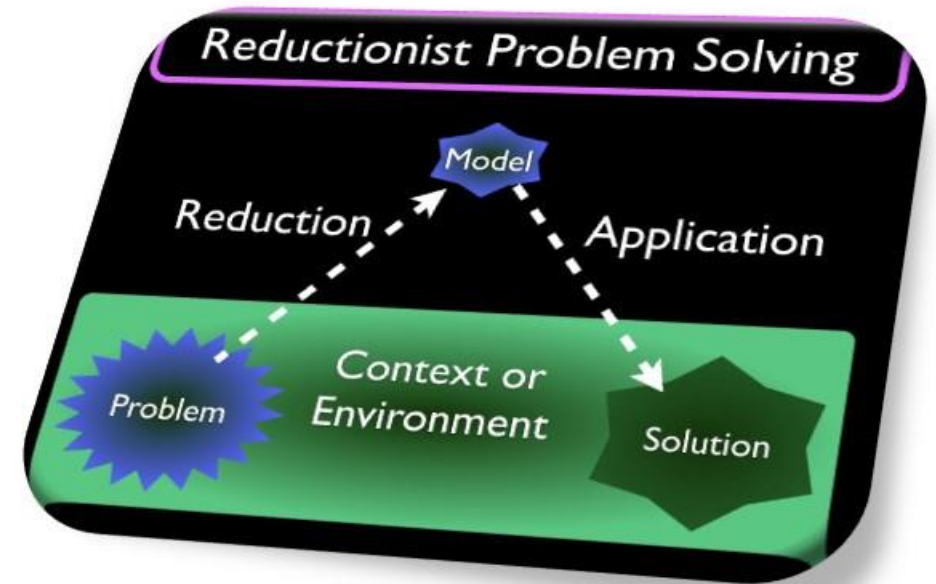 Reductionist Problem Solving
Model
Reduction
Application
Context or
Environment
Problem
Solution